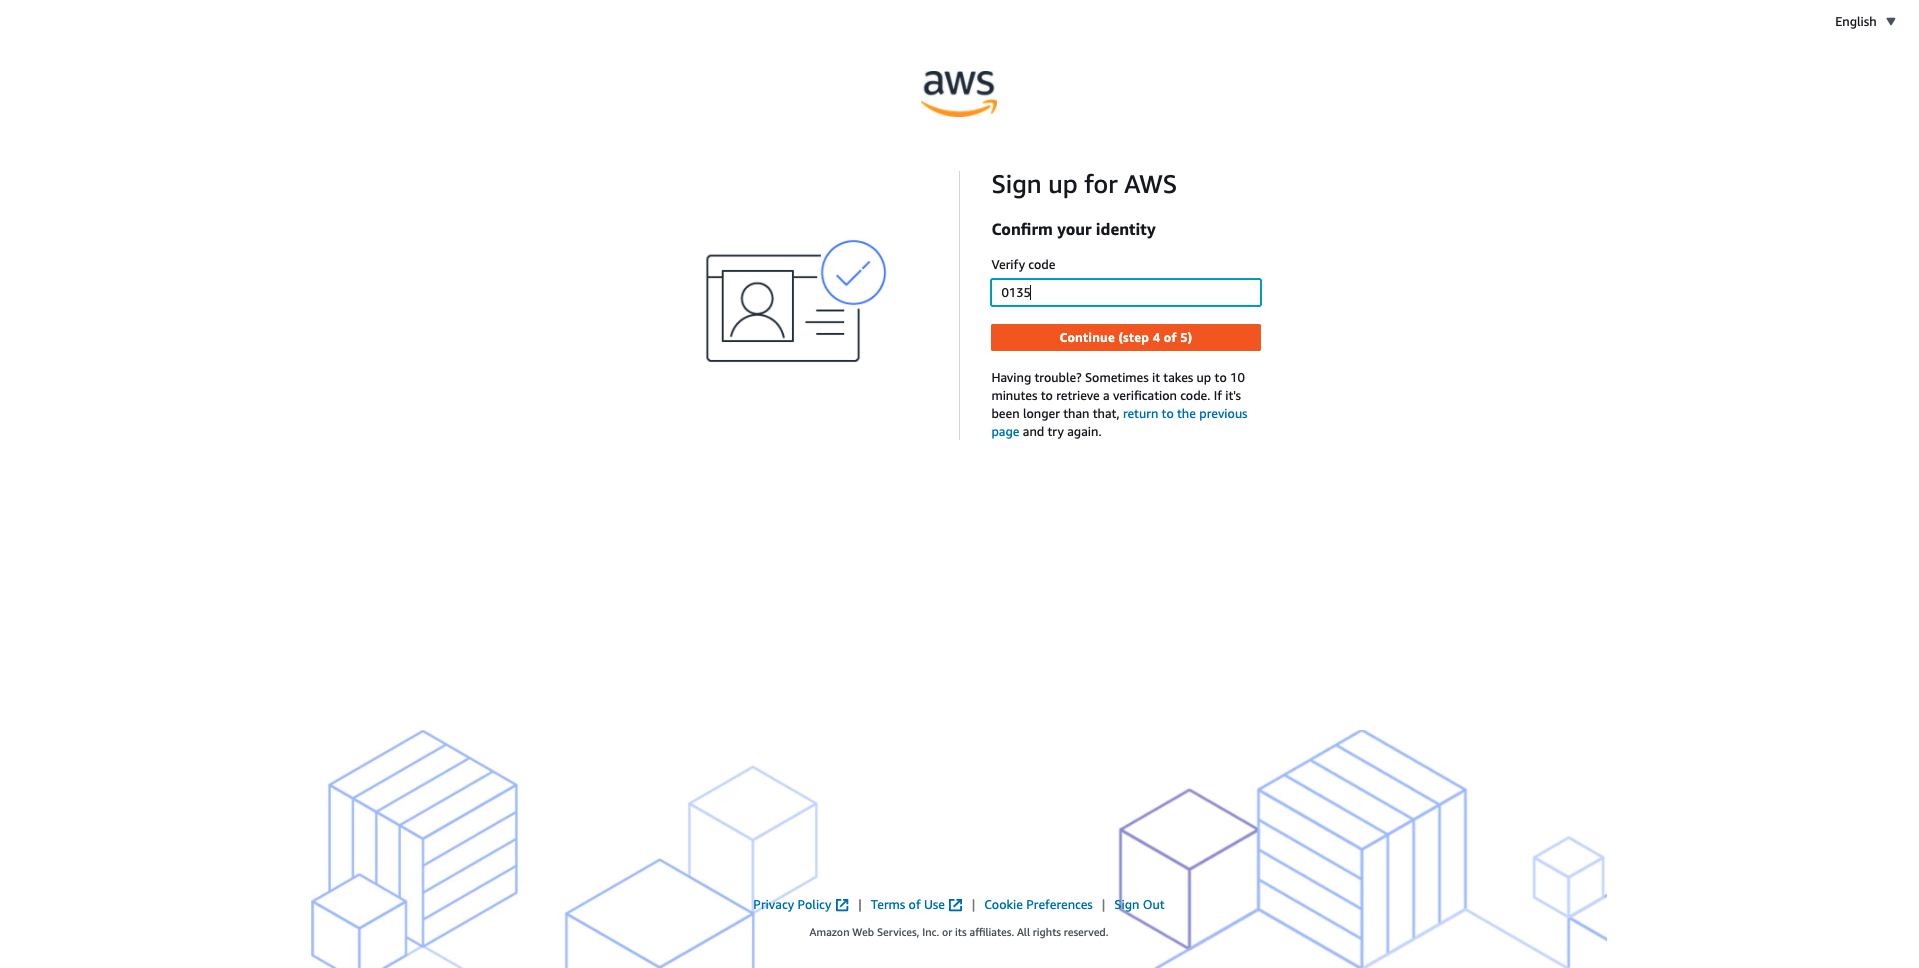 English
aws
Sign up for AWS
Confirm your identity
Verify code
0135
Continue (step 4 of 5)
Having trouble? Sometimes it takes up to 10
minutes to retrieve a verification code. If it's
been longer than that, return to the previous
page and try again.
Privacy Policy | Terms of Use | Cookie Preferences | Sign Out
Amazon Web Services, Inc. or its affiliates. All rights reserved.